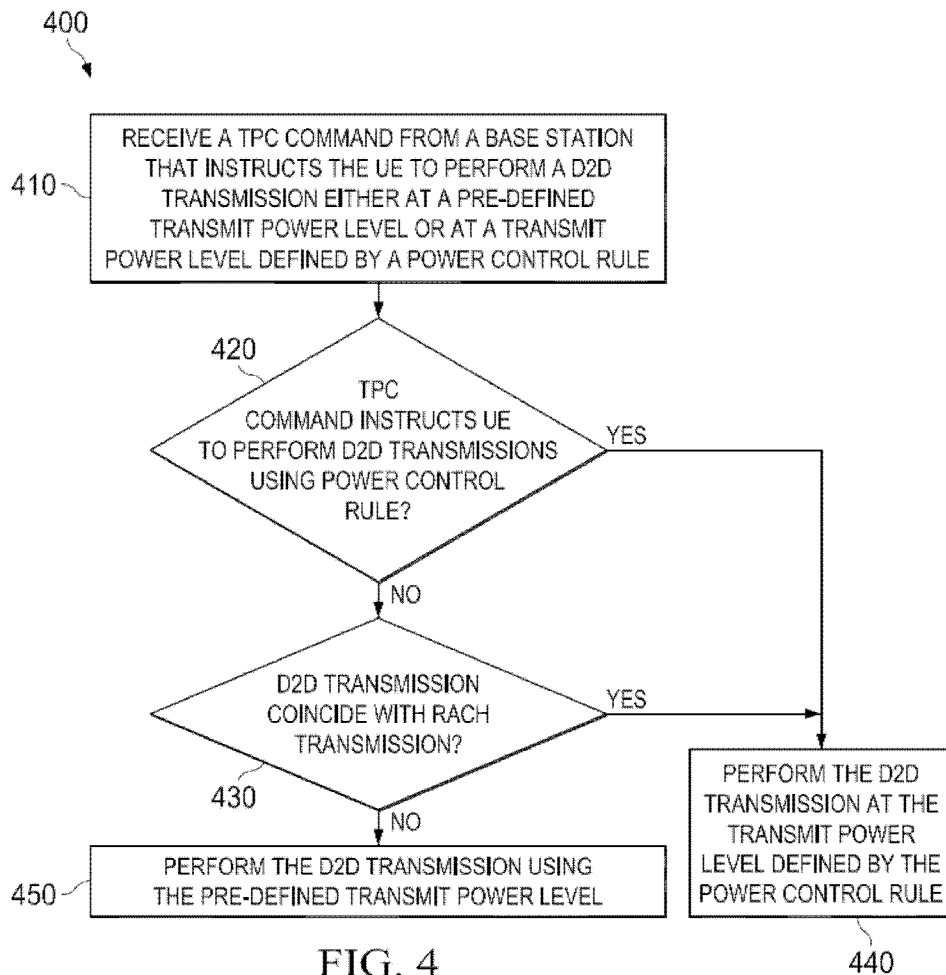 400
RECEIVE A TPC COMMAND FROM A BASE STATION
THAT INSTRUCTS THE UE TO PERFORM A D2D
TRANSMISSION EITHER AT A PRE-DEFINED
TRANSMIT POWER LEVEL OR AT A TRANSMIT
POWER LEVEL DEFINED BY A POWER CONTROL RULE
410
420
TPC
COMMAND INSTRUCTS UE
TO PERFORM D2D TRANSMISSIONS
USING POWER CONTROL
RULE?
YES
NO
D2D TRANSMISSION
COINCIDE WITH RACH
TRANSMISSION?
YES
430
NO
PERFORM THE D2D TRANSMISSION USING
THE PRE-DEFINED TRANSMIT POWER LEVEL
450
PERFORM THE D2D
TRANSMISSION AT THE
TRANSMIT POWER
LEVEL DEFINED BY THE
POWER CONTROL RULE
440
FIG. 4